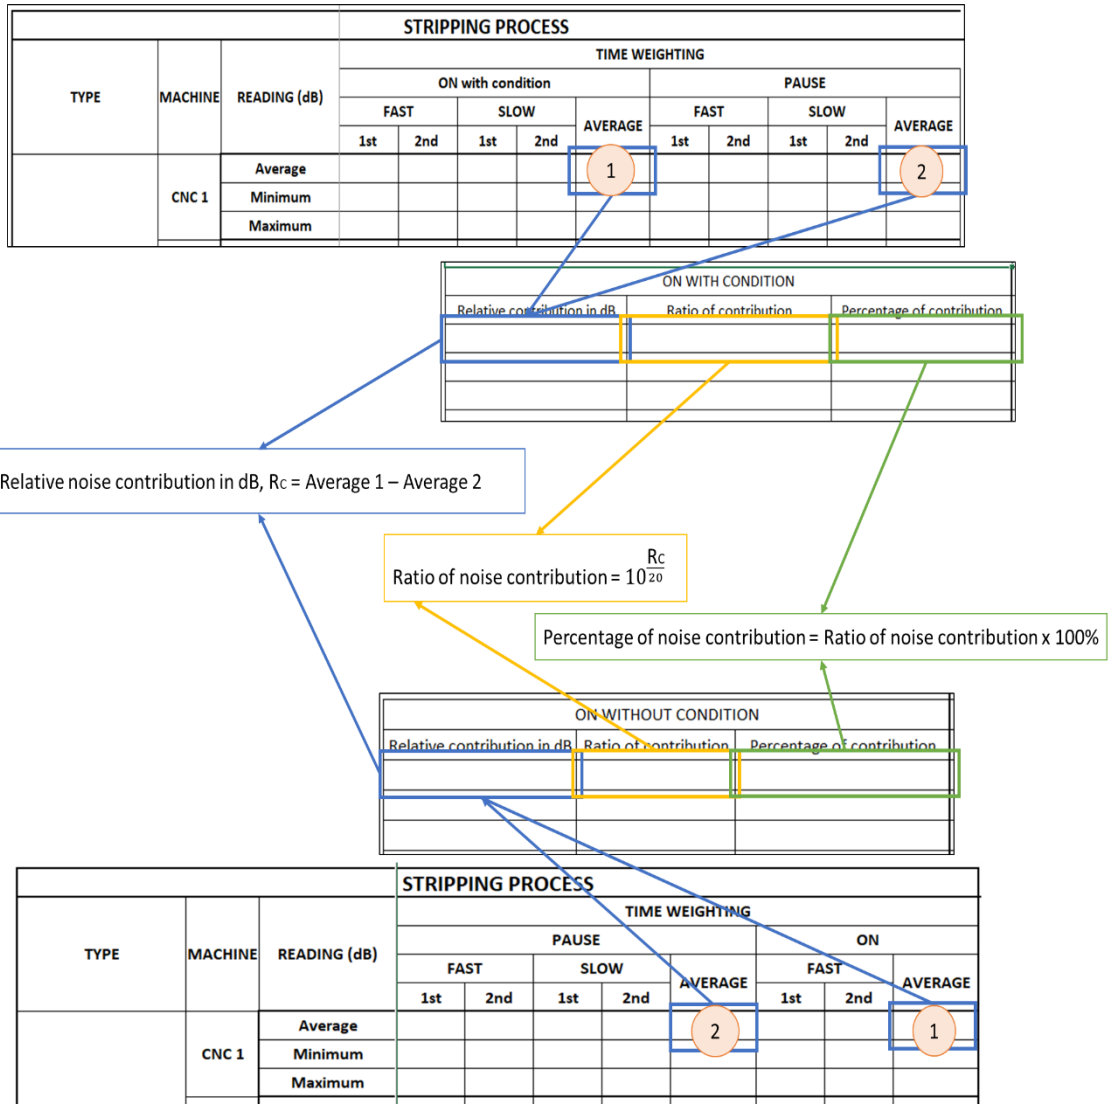 STRIPPING PROCESS
TIME WEIGHTING
TYPE MACHINE READING (dB) ON with condition PAUSE
FAST SLOW AVERAGE FAST SLOW AVERAGE
1st 2nd 1st 2nd 1st 2nd 1st 2nd
CNC 1 Average 1 2
Minimum
Maximum
ON WITH CONDITION
Relative contribution in dB Ratio of contribution Percentage of contribution
Relative noise contribution in dB, Rc = Average 1 – Average 2
Ratio of noise contribution = 10^(Rc/20)
Percentage of noise contribution = Ratio of noise contribution x 100%
ON WITHOUT CONDITION
Relative contribution in dB Ratio of contribution Percentage of contribution
STRIPPING PROCESS
TIME WEIGHTING
TYPE MACHINE READING (dB) PAUSE ON
FAST SLOW AVERAGE FAST AVERAGE
1st 2nd 1st 2nd 1st 2nd
CNC 1 Average 2 1
Minimum
Maximum